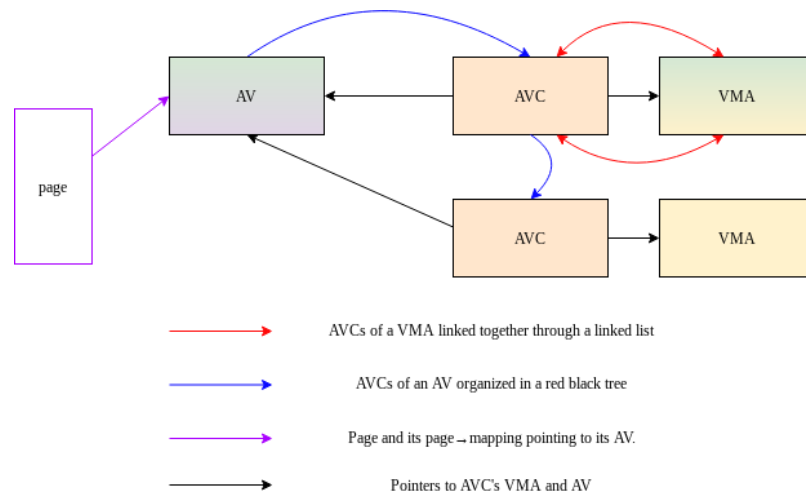 AV
AVC
VMA
page
AVC
VMA
AVCs of a VMA linked together through a linked list
AVCs of an AV organized in a red black tree
Page and its page→mapping pointing to its AV.
Pointers to AVC's VMA and AV